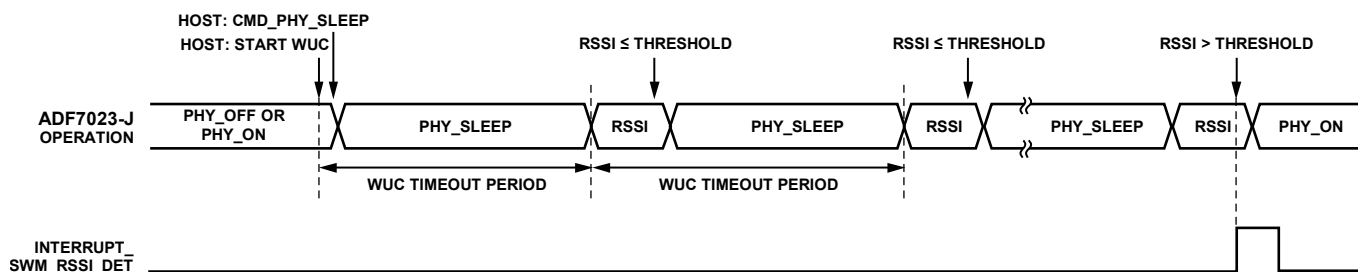 HOST: CMD_PHY_SLEEP
HOST: START WUC
RSSI ≤ THRESHOLD
RSSI ≤ THRESHOLD
RSSI > THRESHOLD
ADF7023-J
OPERATION
PHY_OFF OR
PHY_ON
PHY_SLEEP
RSSI
PHY_SLEEP
RSSI
PHY_SLEEP
RSSI
PHY_ON
WUC TIMEOUT PERIOD
WUC TIMEOUT PERIOD
INTERRUPT_
SWM_RSSI_DET